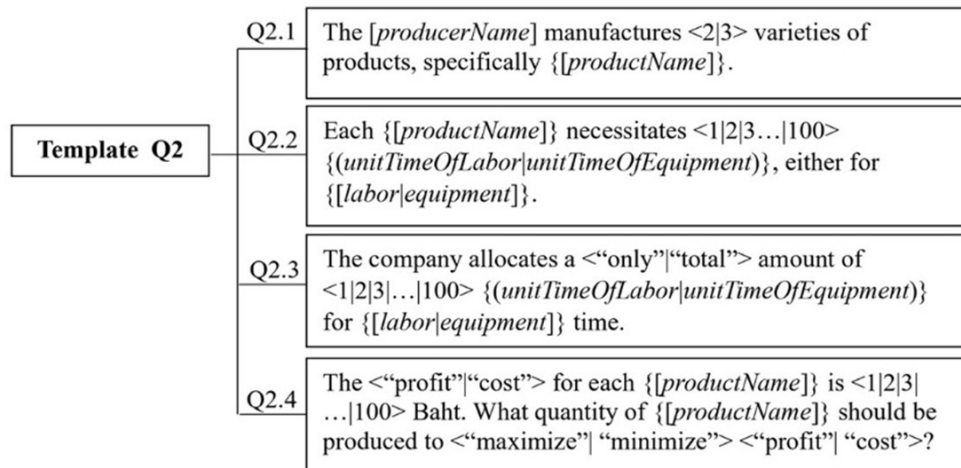 Template Q2
Q2.1
The [producerName] manufactures <2|3> varieties of
products, specifically {[productName]}.
Q2.2
Each {[productName]} necessitates <1|2|3…|100>
{(unitTimeOfLabor|unitTimeOfEquipment)}, either for
{[labor|equipment]}.
Q2.3
The company allocates a <“only”|“total”> amount of
<1|2|3|…|100> {(unitTimeOfLabor|unitTimeOfEquipment)}
for {[labor|equipment]} time.
Q2.4
The <“profit”|“cost”> for each {[productName]} is <1|2|3|
…|100> Baht. What quantity of {[productName]} should be
produced to <“maximize”| “minimize”> <“profit”| “cost”>?